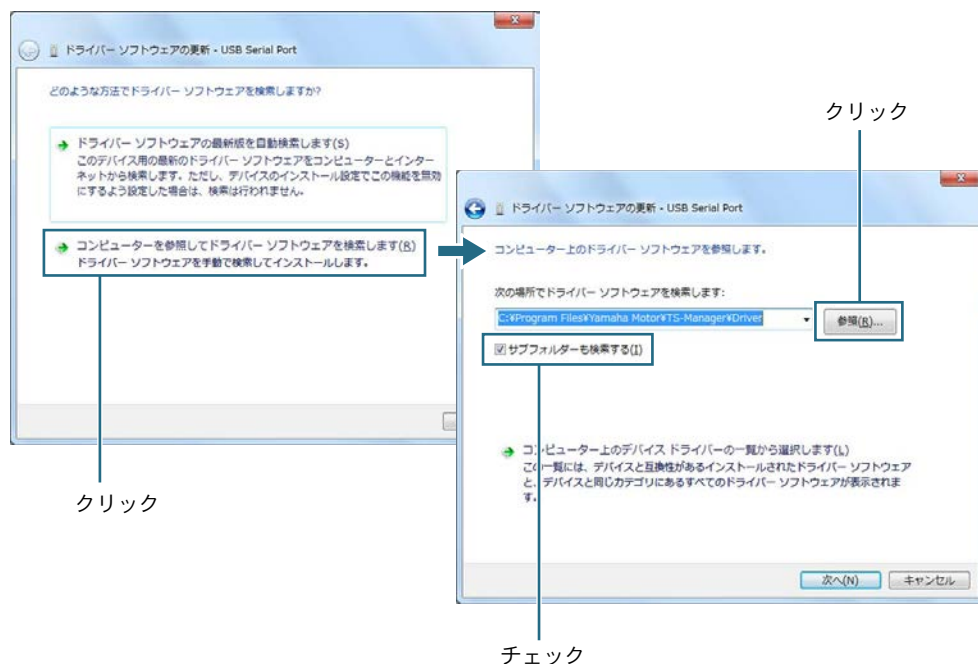 ドライバー ソフトウェアの更新 - USB Serial Port
どのような方法でドライバー ソフトウェアを検索しますか?
ドライバー ソフトウェアの最新版を自動検索します(S)
このデバイス用の最新のドライバー ソフトウェアをコンピューターとインター
ネットから検索します。ただし、デバイスのインストール設定でこの機能を無効
にするよう設定した場合は、検索は行われません。
コンピューターを参照してドライバー ソフトウェアを検索します(R)
ドライバー ソフトウェアを手動で検索してインストールします。
クリック
クリック
ドライバー ソフトウェアの更新 - USB Serial Port
コンピューター上のドライバー ソフトウェアを参照します。
次の場所でドライバー ソフトウェアを検索します:
C:¥Program Files¥Yamaha Motor¥TS-Manager¥Driver
参照(R)...
サブフォルダーも検索する(I)
コンピューター上のデバイス ドライバーの一覧から選択します(L)
この一覧には、デバイスと互換性があるインストールされたドライバー ソフトウェア
と、デバイスと同じカテゴリにあるすべてのドライバー ソフトウェアが表示されま
す。
次へ(N)
キャンセル
チェック